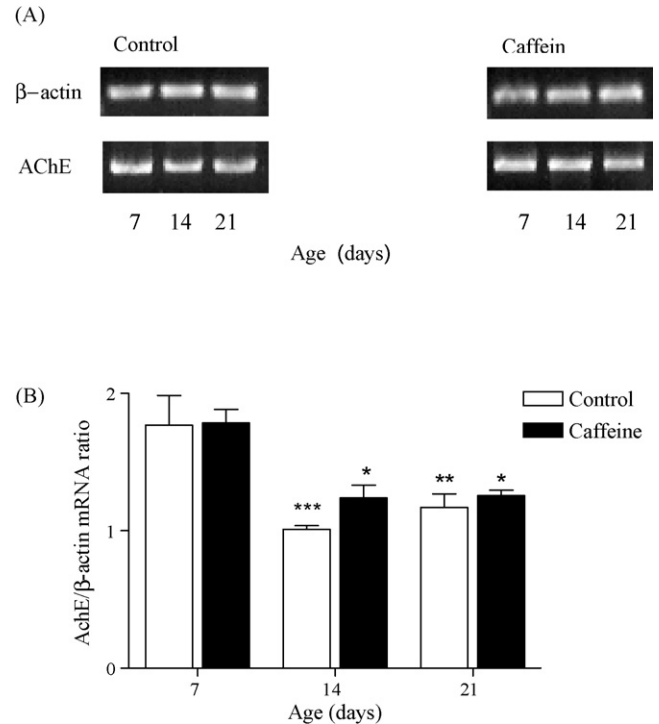 (A)
Control Caffein
β–actin
AChE
7 14 21 7 14 21
Age (days)
(B)
AchE/β-actin mRNA ratio
2
1
0
Control
Caffeine
*** * ** *
7 14 21
Age (days)